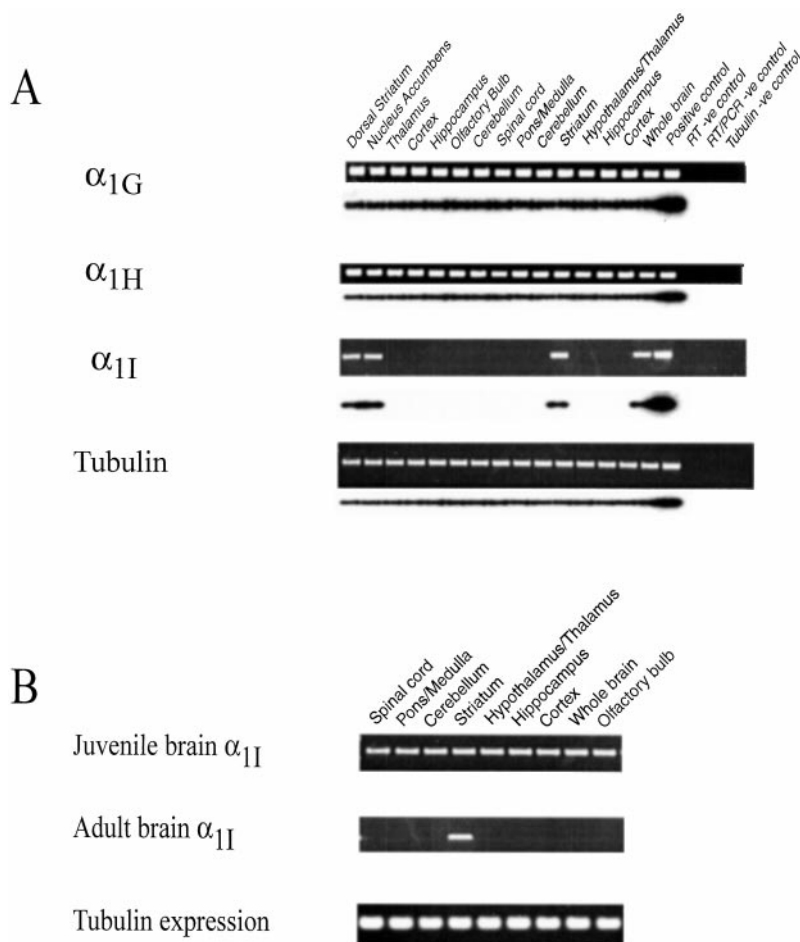 A
Dorsal Striatum
Nucleus Accumbens
Thalamus
Cortex
Hippocampus
Olfactory Bulb
Cerebellum
Spinal cord
Pons/Medulla
Cerebellum
Striatum
Hypothalamus/Thalamus
Hippocampus
Cortex
Whole brain
Positive control
RT -ve control
RT/PCR -ve control
Tubulin -ve control
α1G
α1H
α1I
Tubulin
B
Spinal cord
Pons/Medulla
Cerebellum
Striatum
Hypothalamus/Thalamus
Hippocampus
Cortex
Whole brain
Olfactory bulb
Juvenile brain α1I
Adult brain α1I
Tubulin expression